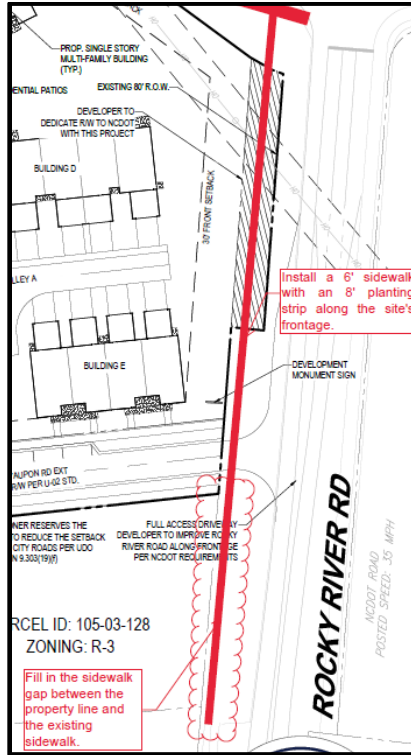 PROP. SINGLE STORY
MULTI-FAMILY BUILDING
(TYP.)
ENTIAL PATIOS
EXISTING 80' R.O.W.
DEVELOPER TO
DEDICATE R/W TO NCDOT
WITH THIS PROJECT
BUILDING D
30' FRONT SETBACK
OH
OH
Install a 6' sidewalk
with an 8' planting
strip along the site's
frontage.
LLEY A
BUILDING E
DEVELOPMENT
MONUMENT SIGN
AUPON RD EXT
R/W PER U-02 STD.
NER RESERVES THE
TO REDUCE THE SETBACK
CITY ROADS PER UDO
N 9.303(19)(f)
FULL ACCESS DRIVEWAY
DEVELOPER TO IMPROVE ROCKY
RIVER ROAD ALONG FRONTAGE
PER NCDOT REQUIREMENTS
ROCKY RIVER RD
NCDOT ROAD
POSTED SPEED: 35 MPH
RCEL ID: 105-03-128
ZONING: R-3
Fill in the sidewalk
gap between the
property line and
the existing
sidewalk.